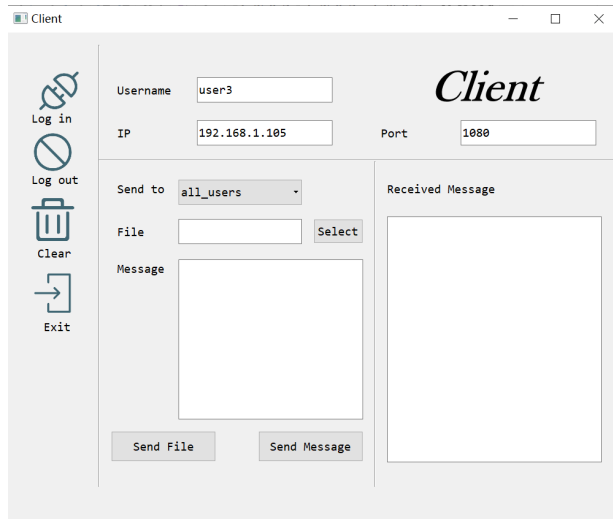 Client
Username
user3
Client
IP
192.168.1.105
Port
1080
Log in
Log out
Clear
Exit
Send to
all_users
File
Select
Message
Send File
Send Message
Received Message